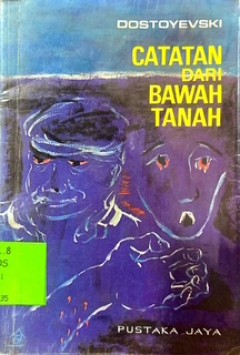 DOSTOYEVSKI
CATATAN
DARI
BAWAH
TANAH
PUSTAKA JAYA